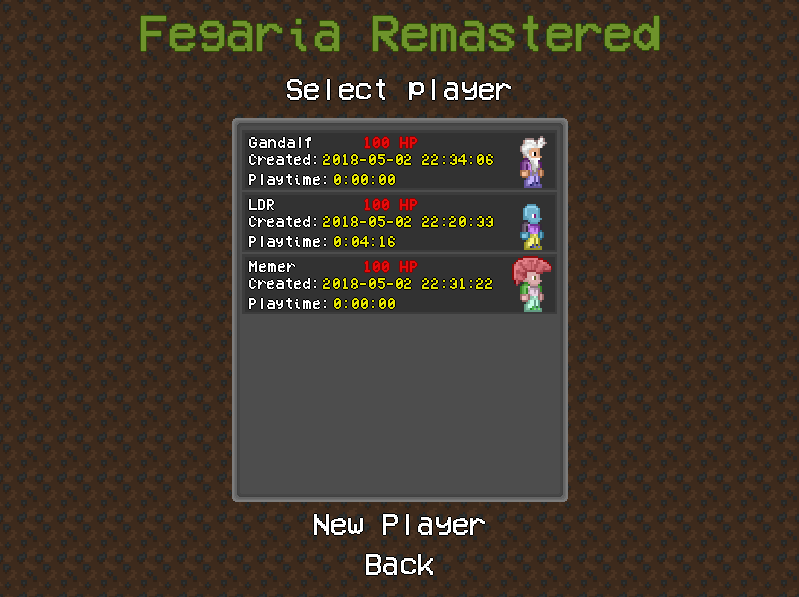 Fegaria Remastered
Select player
Gandalf 100 HP
Created: 2018-05-02 22:34:06
Playtime: 0:00:00
LDR 100 HP
Created: 2018-05-02 22:20:33
Playtime: 0:04:16
Memer 100 HP
Created: 2018-05-02 22:31:22
Playtime: 0:00:00
New Player
Back